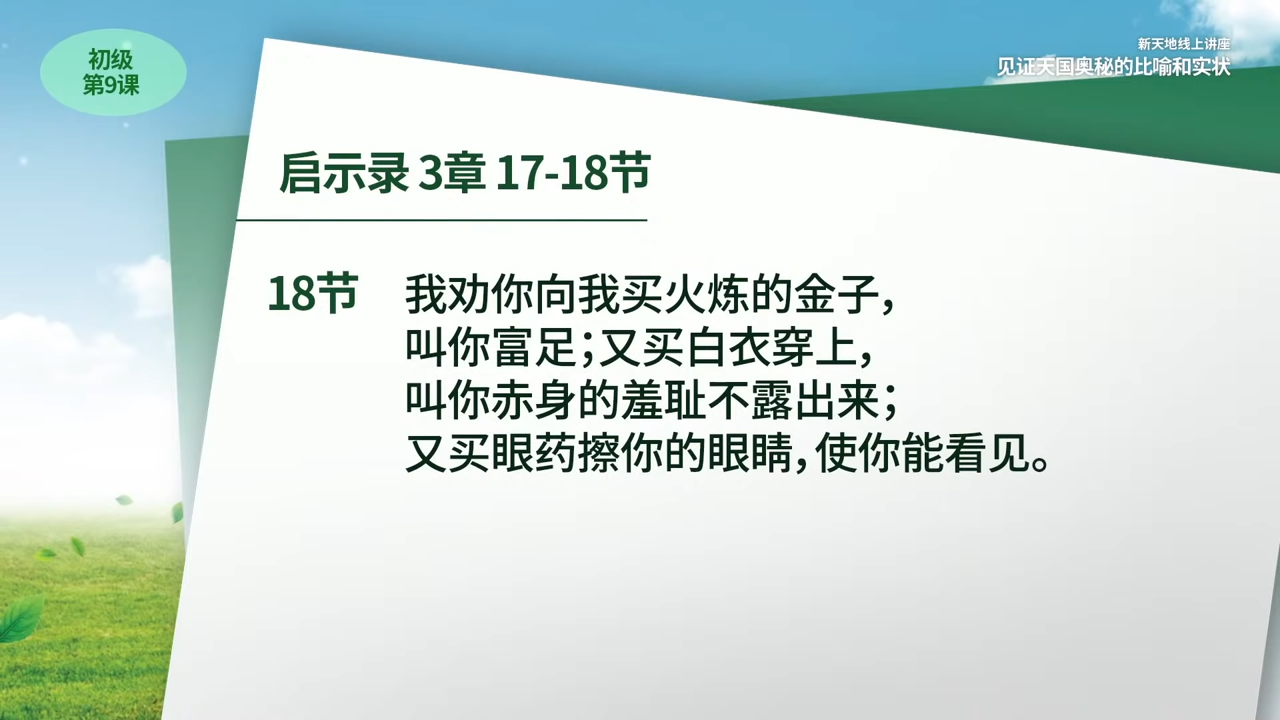 初级
第9课
新天地线上讲座
见证天国奥秘的比喻和实状
启示录 3章 17-18节
18节 我劝你向我买火炼的金子，
叫你富足；又买白衣穿上，
叫你赤身的羞耻不露出来；
又买眼药擦你的眼睛，使你能看见。